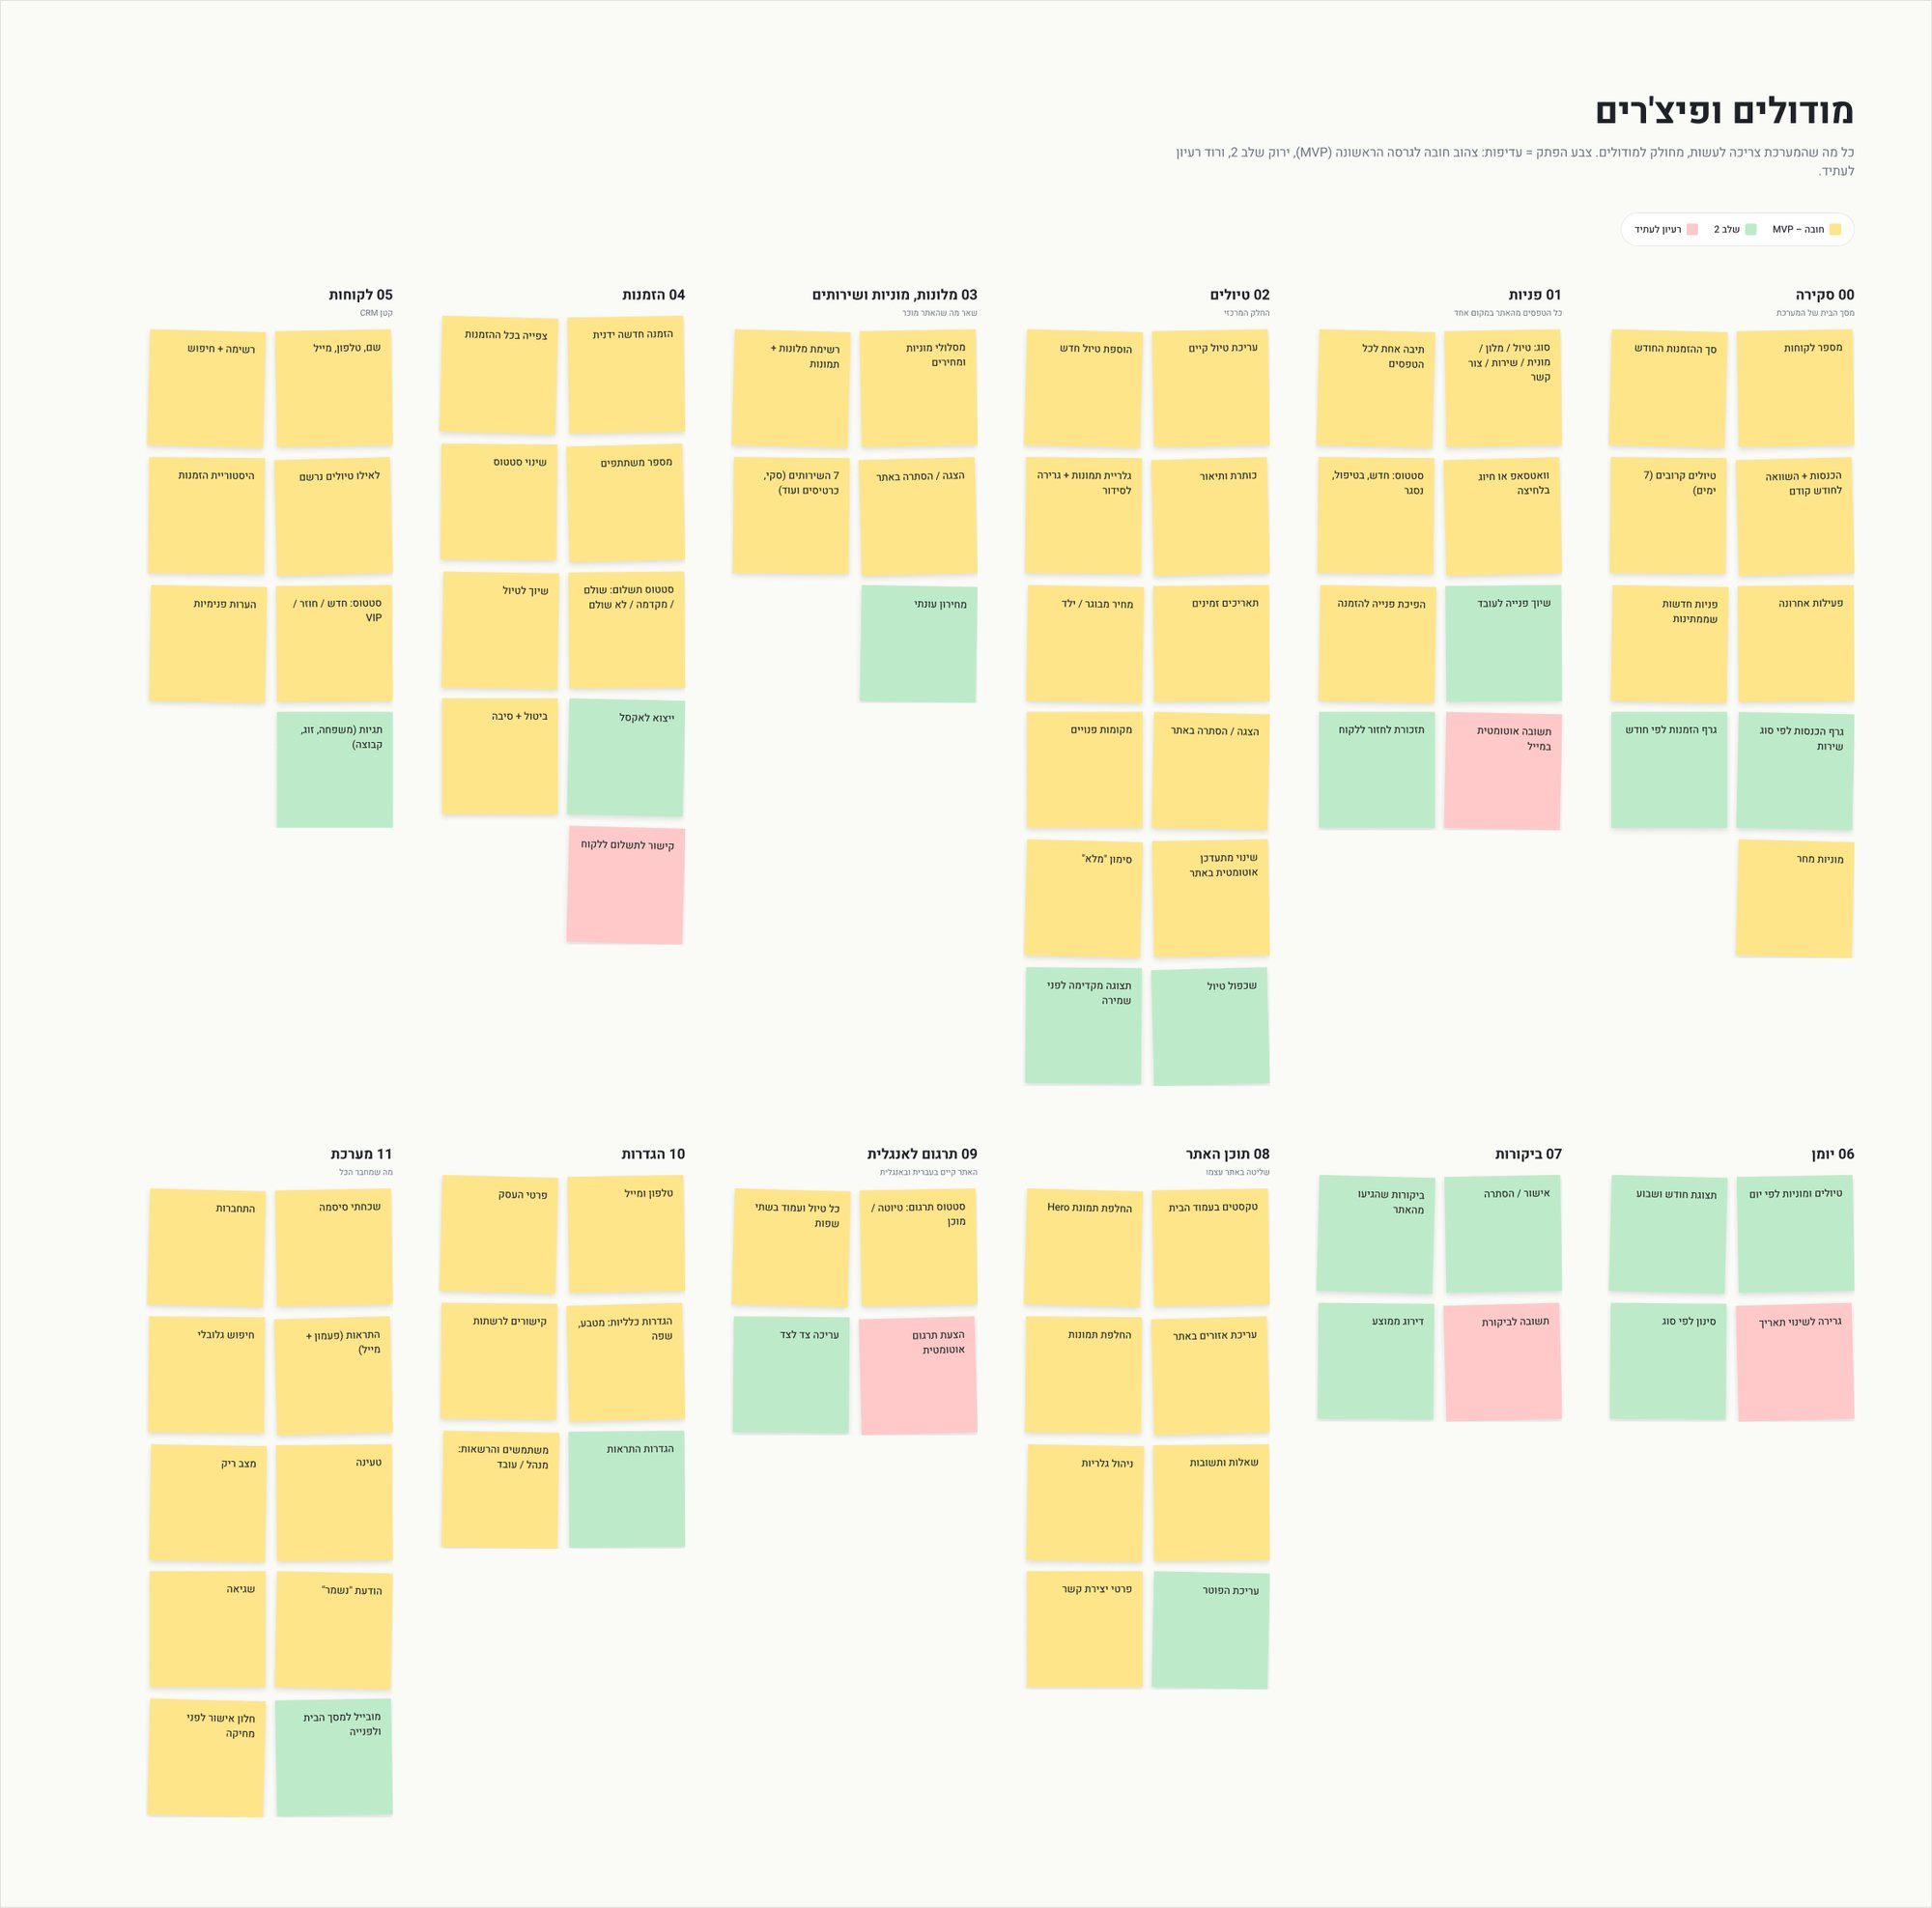 מודולים ופיצ'רים
כל מה שהמערכת צריכה לעשות, מחולק למודולים. צבע הפתק = עדיפות: צהוב חובה לגרסה הראשונה (MVP), ירוק שלב 2, ורוד רעיון
לעתיד.
חובה – MVP
שלב 2
רעיון לעתיד
00 סקירה
מסך הבית של המערכת
מספר לקוחות
סך ההזמנות החודש
הכנסות + השוואה
לחודש קודם
טיולים קרובים (7
ימים)
פעילות אחרונה
פניות חדשות
שממתינות
גרף הכנסות לפי סוג
שירות
גרף הזמנות לפי חודש
מוניות מחר
01 פניות
כל הטפסים מהאתר במקום אחד
סוג: טיול / מלון /
מונית / שירות / צור
קשר
תיבה אחת לכל
הטפסים
וואטסאפ או חיוג
בלחיצה
סטטוס: חדש, בטיפול,
נסגר
שיוך פנייה לעובד
הפיכת פנייה להזמנה
תשובה אוטומטית
במייל
תזכורת לחזור ללקוח
02 טיולים
החלק המרכזי
עריכת טיול קיים
הוספת טיול חדש
כותרת ותיאור
גלריית תמונות + גרירה
לסידור
תאריכים זמינים
מחיר מבוגר / ילד
הצגה / הסתרה באתר
מקומות פנויים
שינוי מתעדכן
אוטומטית באתר
סימון "מלא"
שכפול טיול
תצוגה מקדימה לפני
שמירה
03 מלונות, מוניות ושירותים
שאר מה שהאתר מוכר
מסלולי מוניות
ומחירים
רשימת מלונות +
תמונות
הצגה / הסתרה באתר
7 השירותים (סקי,
כרטיסים ועוד)
מחירון עונתי
04 הזמנות
הזמנה חדשה ידנית
צפייה בכל ההזמנות
מספר משתתפים
שינוי סטטוס
סטטוס תשלום: שולם
/ מקדמה / לא שולם
שיוך לטיול
ייצוא לאקסל
ביטול + סיבה
קישור לתשלום ללקוח
05 לקוחות
CRM קטן
שם, טלפון, מייל
רשימה + חיפוש
לאילו טיולים נרשם
היסטוריית הזמנות
סטטוס: חדש / חוזר /
VIP
הערות פנימיות
תגיות (משפחה, זוג,
קבוצה)
06 יומן
טיולים ומוניות לפי יום
תצוגת חודש ושבוע
גרירה לשינוי תאריך
סינון לפי סוג
07 ביקורות
אישור / הסתרה
ביקורות שהגיעו
מהאתר
תשובה לביקורת
דירוג ממוצע
08 תוכן האתר
שליטה באתר עצמו
טקסטים בעמוד הבית
החלפת תמונת Hero
עריכת אזורים באתר
החלפת תמונות
שאלות ותשובות
ניהול גלריות
עריכת הפוטר
פרטי יצירת קשר
09 תרגום לאנגלית
האתר קיים בעברית ובאנגלית
סטטוס תרגום: טיוטה /
מוכן
כל טיול ועמוד בשתי
שפות
הצעת תרגום
אוטומטית
עריכה צד לצד
10 הגדרות
טלפון ומייל
פרטי העסק
הגדרות כלליות: מטבע,
שפה
קישורים לרשתות
הגדרות התראות
משתמשים והרשאות:
מנהל / עובד
11 מערכת
מה שמחבר הכל
שכחתי סיסמה
התחברות
התראות (פעמון +
מייל)
חיפוש גלובלי
טעינה
מצב ריק
הודעת "נשמר"
שגיאה
מובייל למסך הבית
ולפנייה
חלון אישור לפני
מחיקה